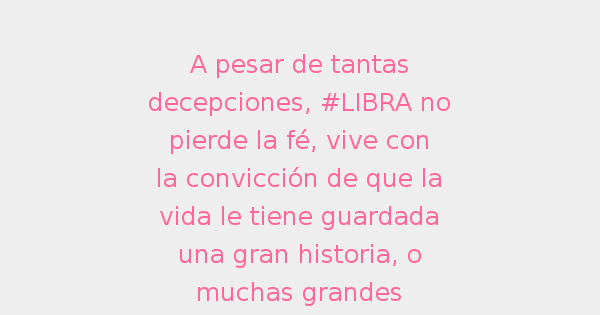 A pesar de tantas
decepciones, #LIBRA no
pierde la fé, vive con
la convicción de que la
vida le tiene guardada
una gran historia, o
muchas grandes